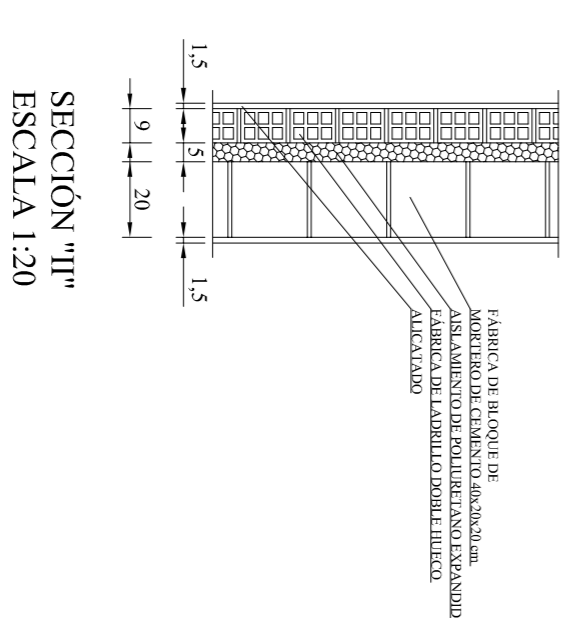 1,5
9
5
20
1,5
FÁBRICA DE BLOQUE DE
MORTERO DE CEMENTO 40x20x20 cm.
AISLAMIENTO DE POLIURETANO EXPANDID
FÁBRICA DE LADRILLO DOBLE HUECO
ALICATADO
SECCIÓN "II"
ESCALA 1:20